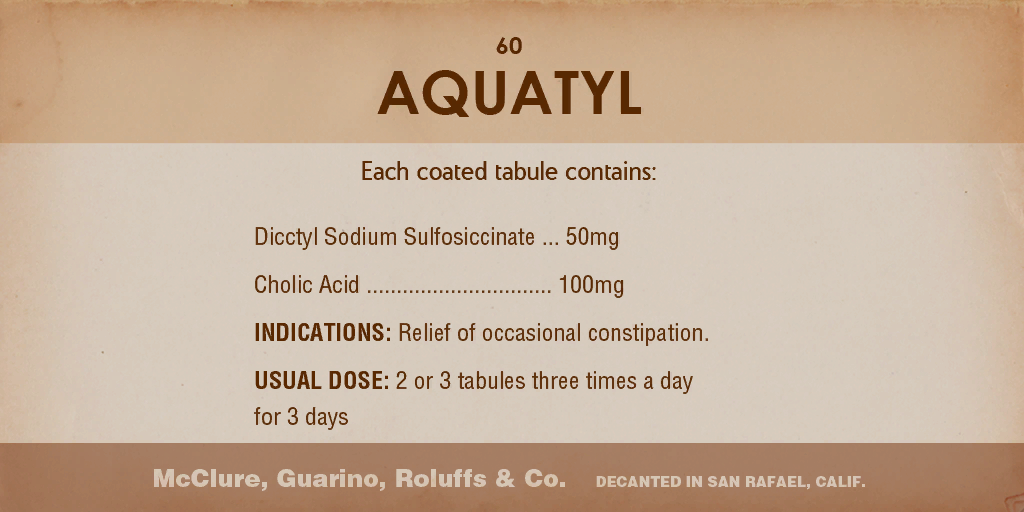 60
AQUATYL
Each coated tabule contains:
Dicctyl Sodium Sulfosiccinate ... 50mg
Cholic Acid ............................... 100mg
INDICATIONS: Relief of occasional constipation.
USUAL DOSE: 2 or 3 tabules three times a day
for 3 days
McClure, Guarino, Roluffs & Co. DECANTED IN SAN RAFAEL, CALIF.